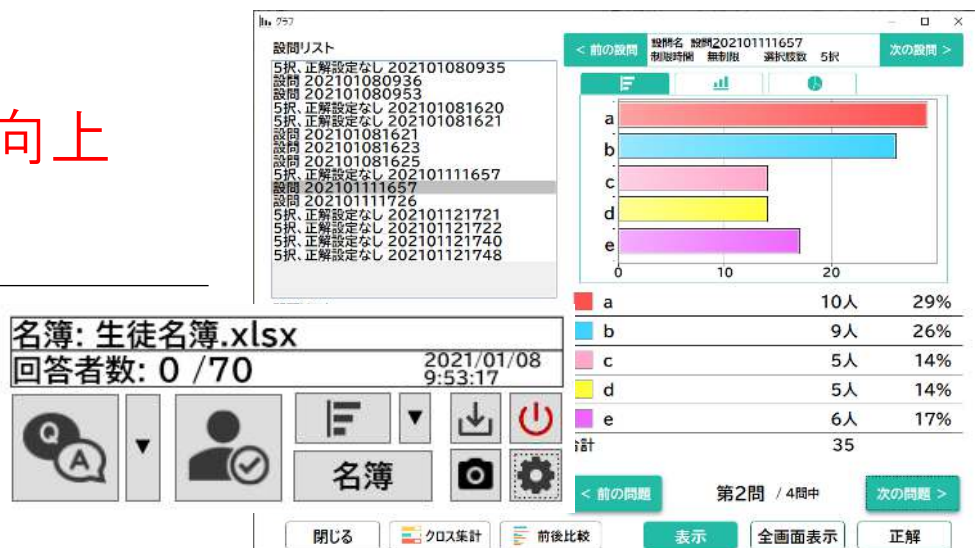 グラフ
向上
設問リスト
5択、正解設定なし 202101080935
設問 202101080936
設問 202101080953
5択、正解設定なし 202101081620
5択、正解設定なし 202101081621
設問 202101081621
設問 202101081623
設問 202101081625
5択、正解設定なし 202101111657
設問 202101111657
設問 202101111726
5択、正解設定なし 202101121721
5択、正解設定なし 202101121722
5択、正解設定なし 202101121740
5択、正解設定なし 202101121748
< 前の設問
設問名 設問202101111657
制限時間 無制限 選択肢数 5択
次の設問 >
a
b
c
d
e
0 10 20
a 10人 29%
b 9人 26%
c 5人 14%
d 5人 14%
e 6人 17%
合計 35
名簿: 生徒名簿.xlsx
回答者数: 0 /70
2021/01/08
9:53:17
Q
A
名簿
< 前の問題
第2問 / 4問中
次の問題 >
閉じる
クロス集計
前後比較
表示
全画面表示
正解